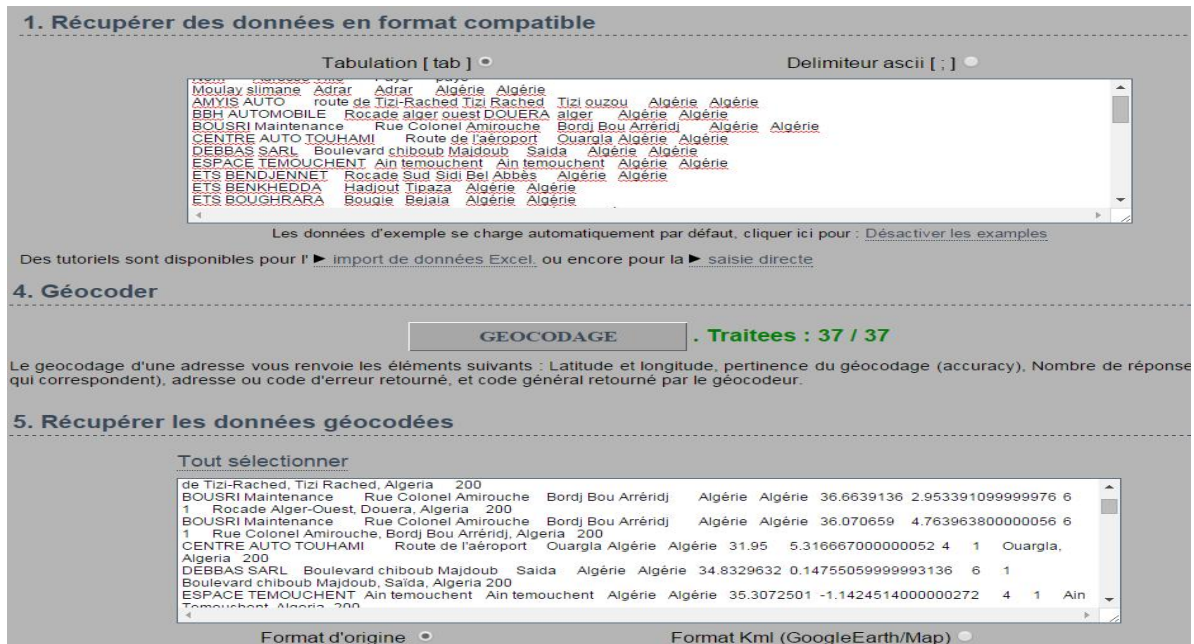 1. Récupérer des données en format compatible
Tabulation [ tab ] Delimiteur ascii [ ; ]
Nom Adresse Ville Pays pays
Moulay slimane Adrar Adrar Algérie Algérie
AMYIS AUTO route de Tizi-Rached Tizi Rached Tizi ouzou Algérie Algérie
BBH AUTOMOBILE Rocade alger ouest DOUERA alger Algérie Algérie
BOUSRI Maintenance Rue Colonel Amirouche Bordj Bou Arréridj Algérie Algérie
CENTRE AUTO TOUHAMI Route de l'aéroport Ouargla Algérie Algérie
DEBBAS SARL Boulevard chiboub Majdoub Saida Algérie Algérie
ESPACE TEMOUCHENT Ain temouchent Ain temouchent Algérie Algérie
ETS BENDJENNET Rocade Sud Sidi Bel Abbès Algérie Algérie
ETS BENKHEDDA Hadjout Tipaza Algérie Algérie
ETS BOUGHRARA Bougie Bejaia Algérie Algérie
Les données d'exemple se charge automatiquement par défaut, cliquer ici pour : Désactiver les examples
Des tutoriels sont disponibles pour l' ► import de données Excel. ou encore pour la ► saisie directe
4. Géocoder
GEOCODAGE . Traitees : 37 / 37
Le geocodage d'une adresse vous renvoie les éléments suivants : Latitude et longitude, pertinence du géocodage (accuracy), Nombre de réponse
qui correspondent), adresse ou code d'erreur retourné, et code général retourné par le géocodeur.
5. Récupérer les données géocodées
Tout sélectionner
de Tizi-Rached, Tizi Rached, Algeria 200
BOUSRI Maintenance Rue Colonel Amirouche Bordj Bou Arréridj Algérie Algérie 36.6639136 2.953391099999976 6
1 Rocade Alger-Ouest, Douera, Algeria 200
BOUSRI Maintenance Rue Colonel Amirouche Bordj Bou Arréridj Algérie Algérie 36.070659 4.763963800000056 6
1 Rue Colonel Amirouche, Bordj Bou Arréridj, Algeria 200
CENTRE AUTO TOUHAMI Route de l'aéroport Ouargla Algérie Algérie 31.95 5.316667000000052 4 1 Ouargla,
Algeria 200
DEBBAS SARL Boulevard chiboub Majdoub Saida Algérie Algérie 34.8329632 0.14755059999993136 6 1
Boulevard chiboub Majdoub, Saïda, Algeria 200
ESPACE TEMOUCHENT Ain temouchent Ain temouchent Algérie Algérie 35.3072501 -1.1424514000000272 4 1 Ain
Temouchent, Algeria 200
Format d'origine Format Kml (GoogleEarth/Map)